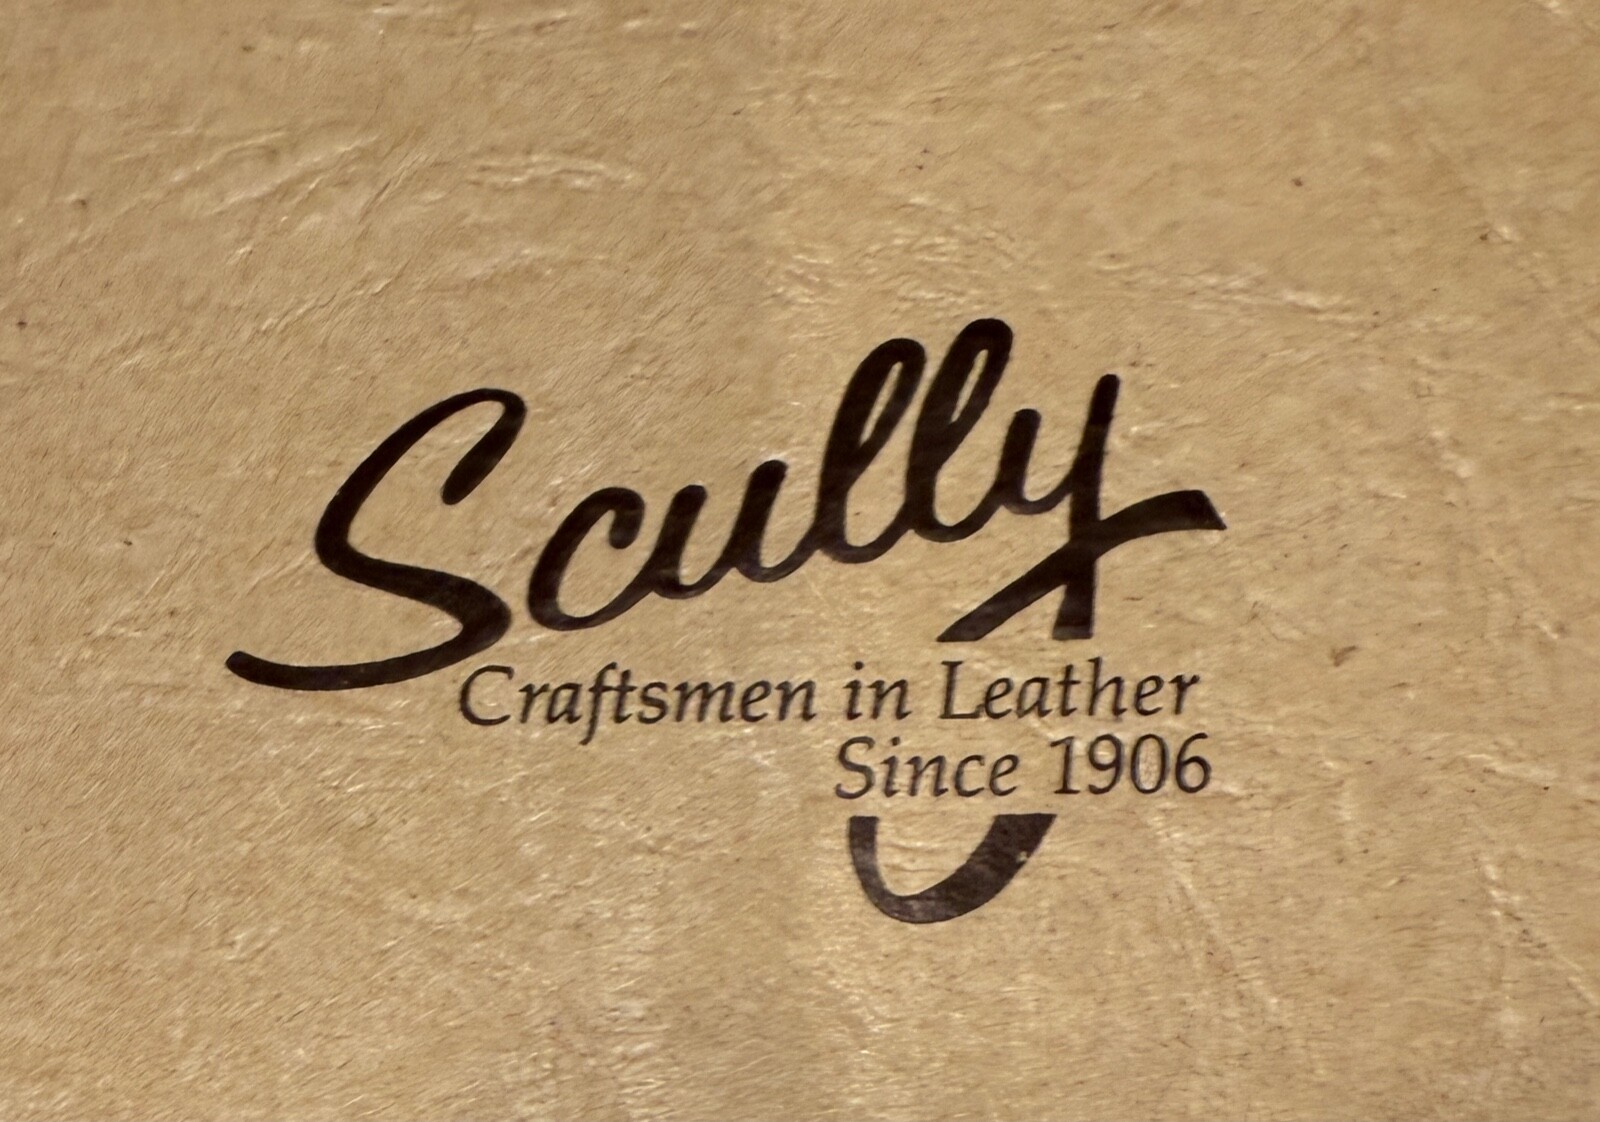 Scully
Craftsmen in Leather
Since 1906